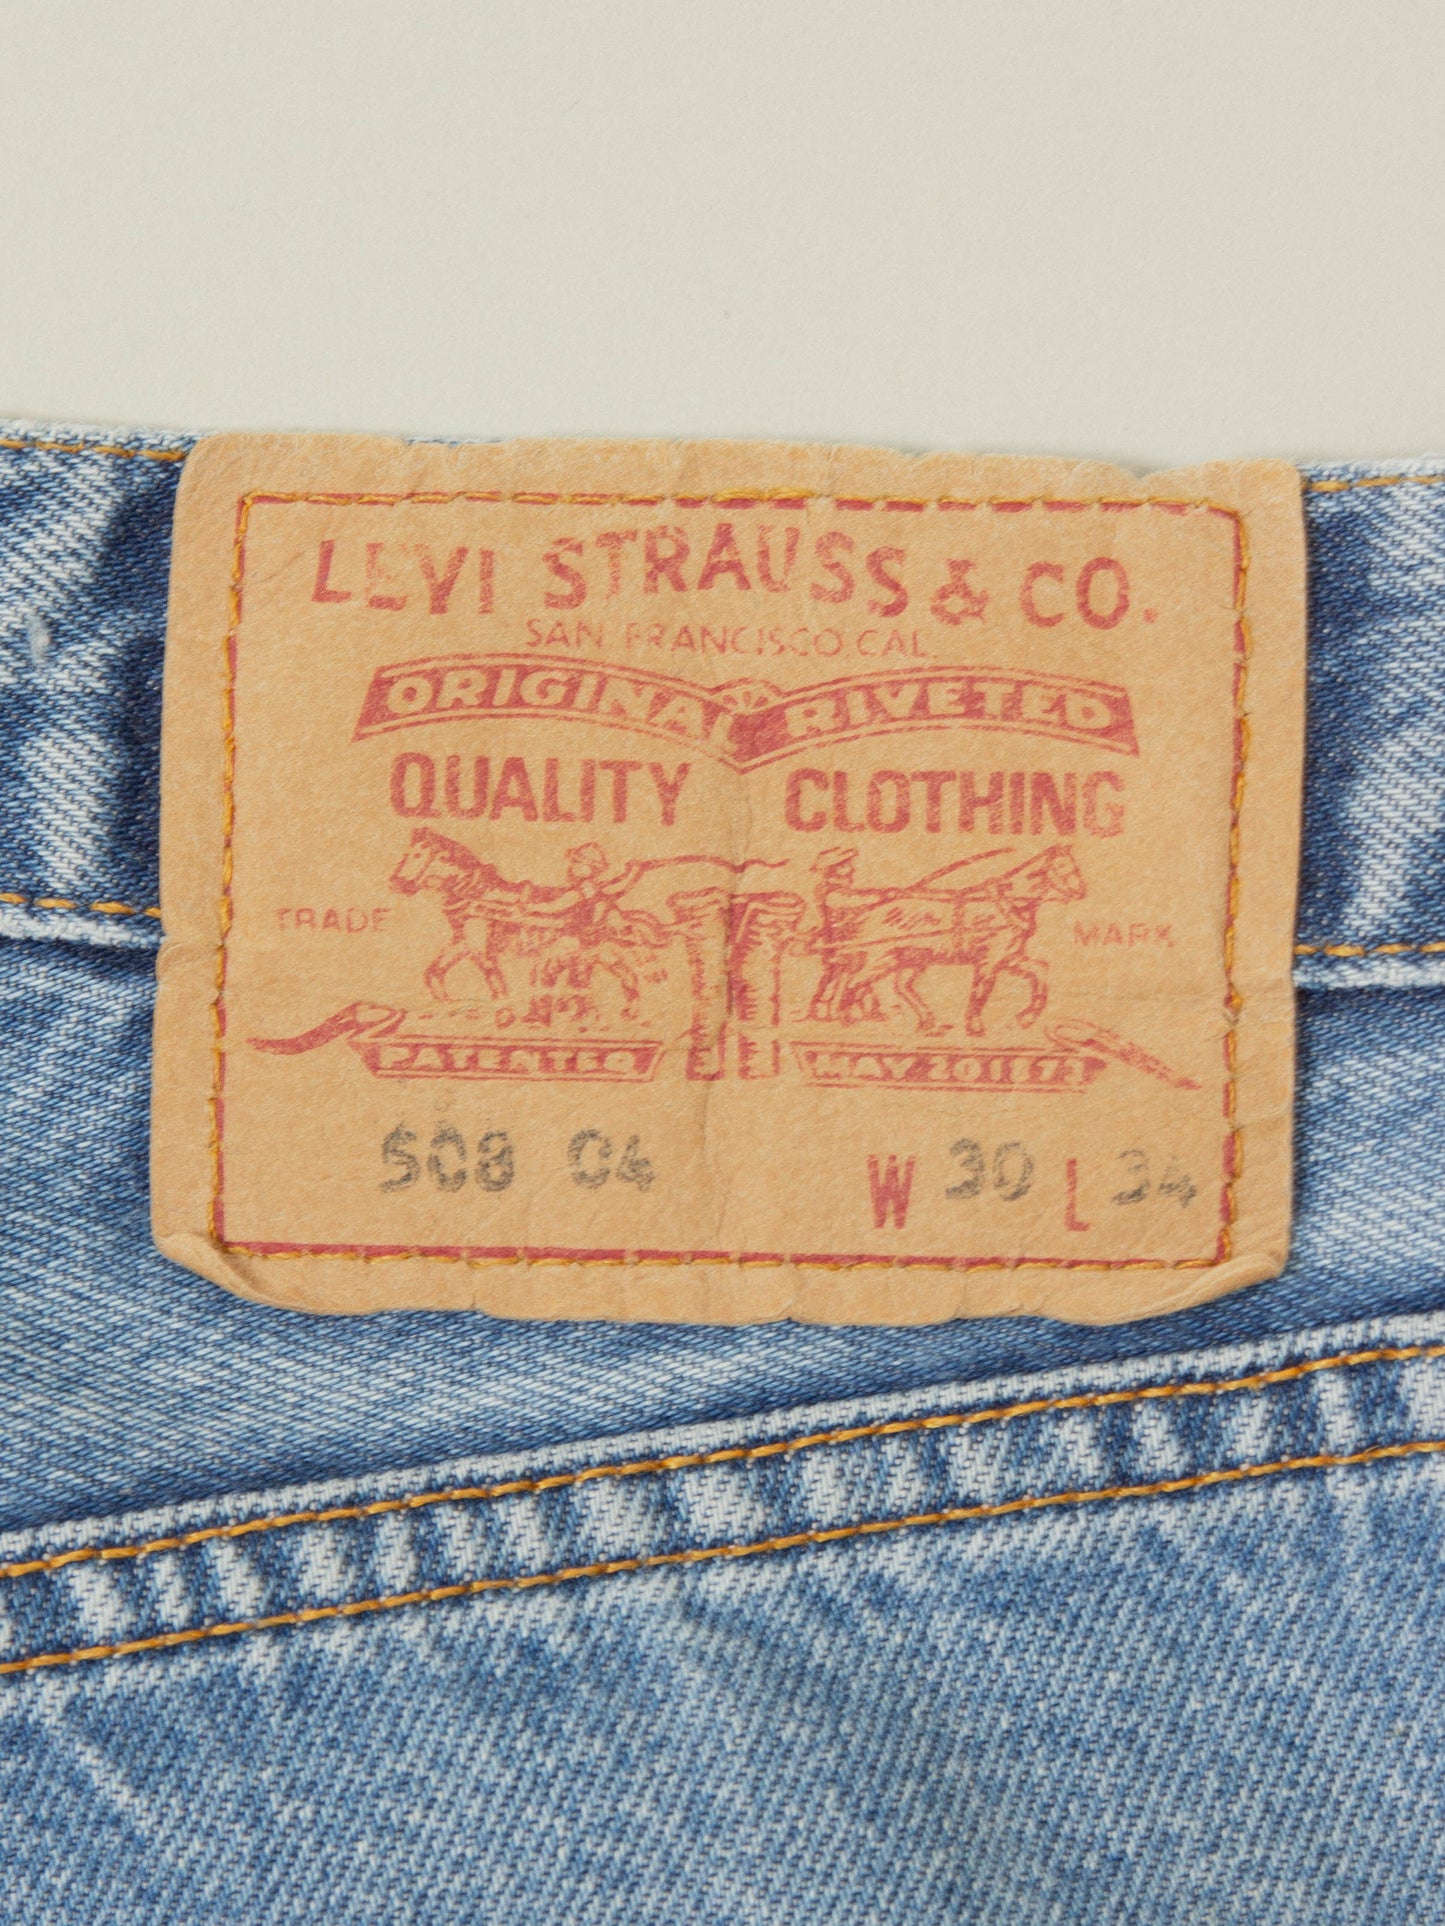 LEVI STRAUSS & CO.
SAN FRANCISCO CAL.
ORIGINAL RIVETED
QUALITY CLOTHING
TRADE MARK
PATENTED MAY 20 1873
508 04 W 30 L 34